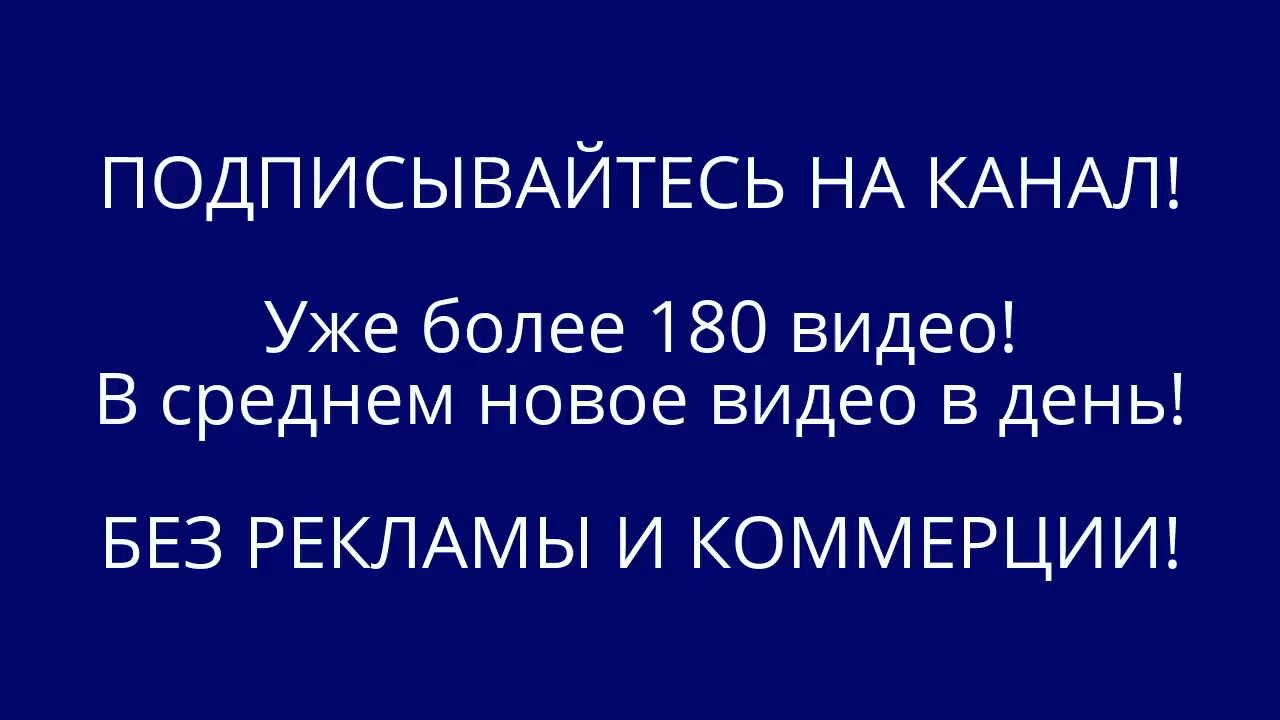 ПОДПИСЫВАЙТЕСЬ НА КАНАЛ!
Уже более 180 видео!
В среднем новое видео в день!
БЕЗ РЕКЛАМЫ И КОММЕРЦИИ!